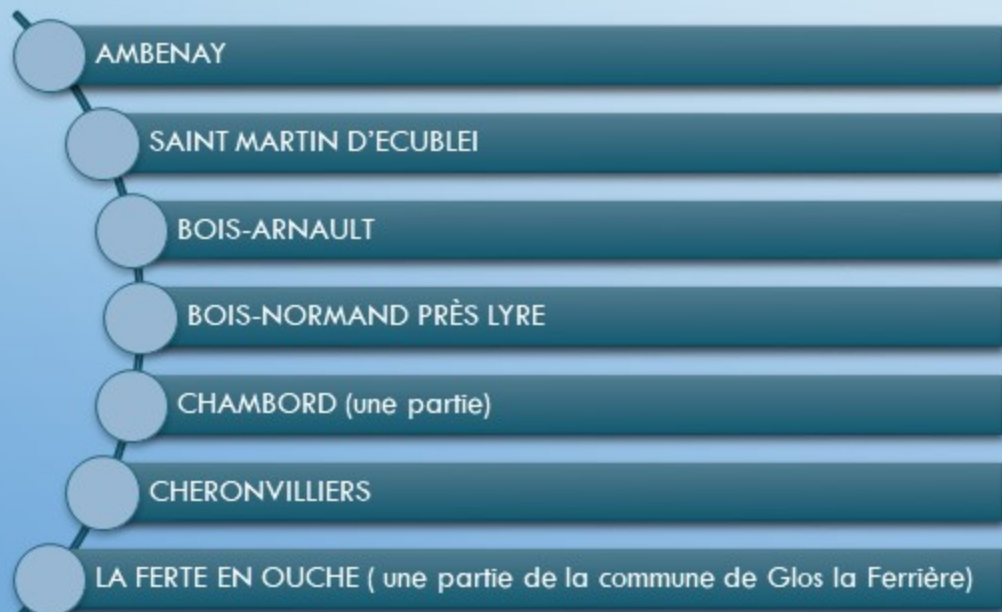 AMBENAY
SAINT MARTIN D'ECUBLEI
BOIS-ARNAULT
BOIS-NORMAND PRÈS LYRE
CHAMBORD (une partie)
CHERONVILLIERS
LA FERTE EN OUCHE ( une partie de la commune de Glos la Ferrière)